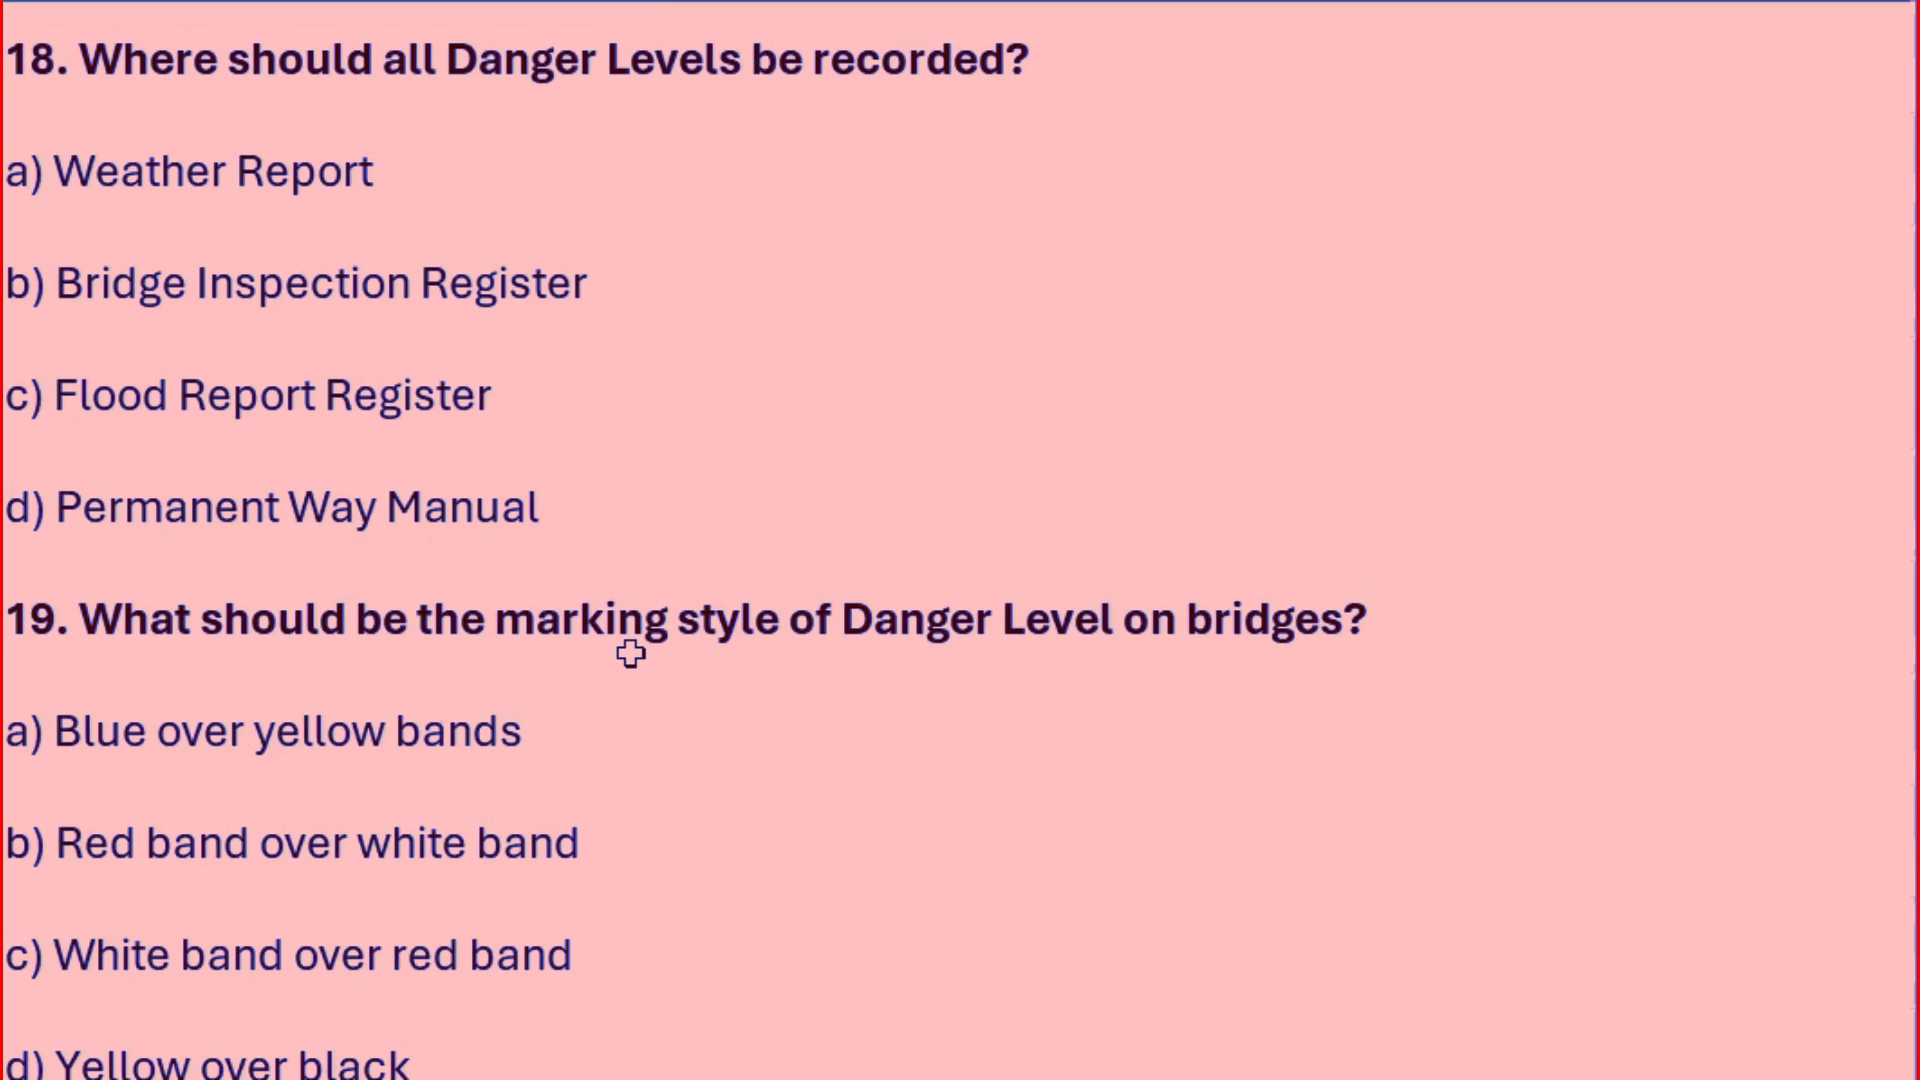 18. Where should all Danger Levels be recorded?
a) Weather Report
b) Bridge Inspection Register
c) Flood Report Register
d) Permanent Way Manual
19. What should be the marking style of Danger Level on bridges?
a) Blue over yellow bands
b) Red band over white band
c) White band over red band
d) Yellow over black